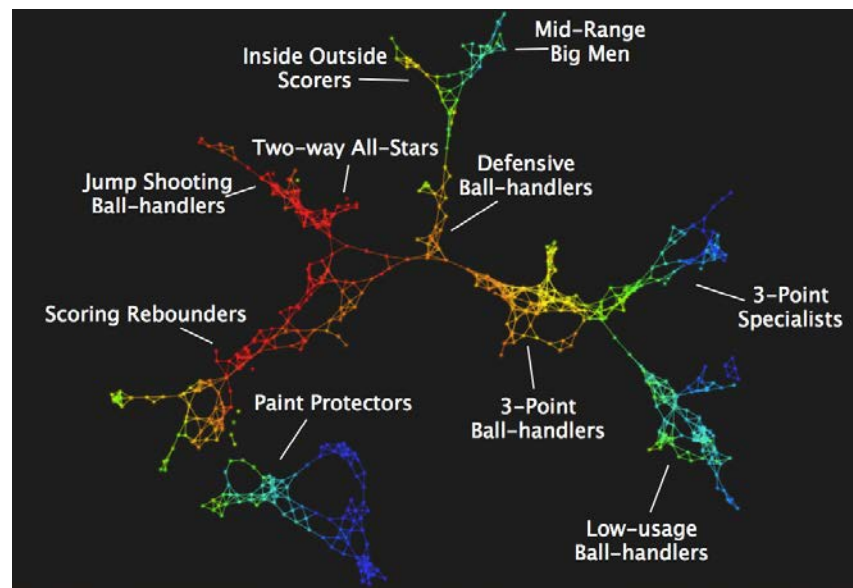 Mid-Range
Big Men
Inside Outside
Scorers
Two-way All-Stars
Defensive
Ball-handlers
Jump Shooting
Ball-handlers
3-Point
Specialists
Scoring Rebounders
Paint Protectors
3-Point
Ball-handlers
Low-usage
Ball-handlers